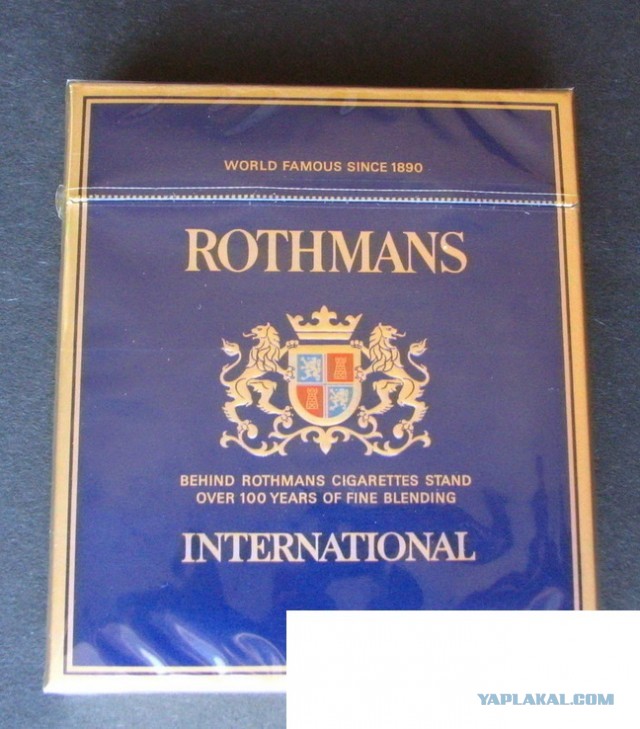 WORLD FAMOUS SINCE 1890
ROTHMANS
BEHIND ROTHMANS CIGARETTES STAND
OVER 100 YEARS OF FINE BLENDING
INTERNATIONAL
YAPLAKAL.COM